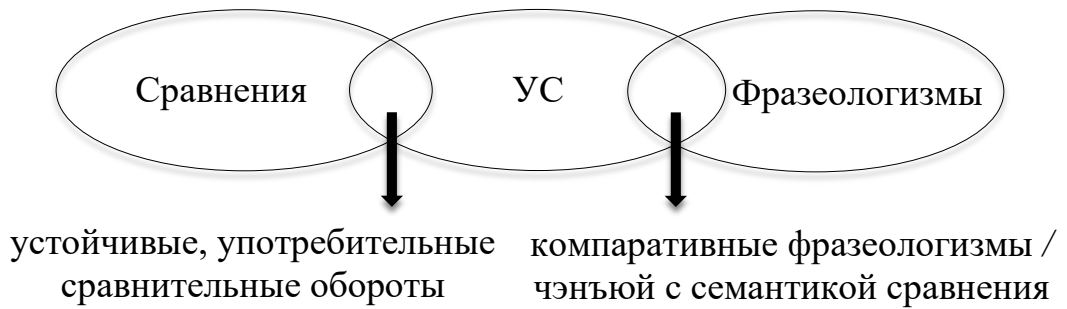 Сравнения
УС
Фразеологизмы
устойчивые, употребительные
сравнительные обороты
компаративные фразеологизмы /
чэнъюй с семантикой сравнения